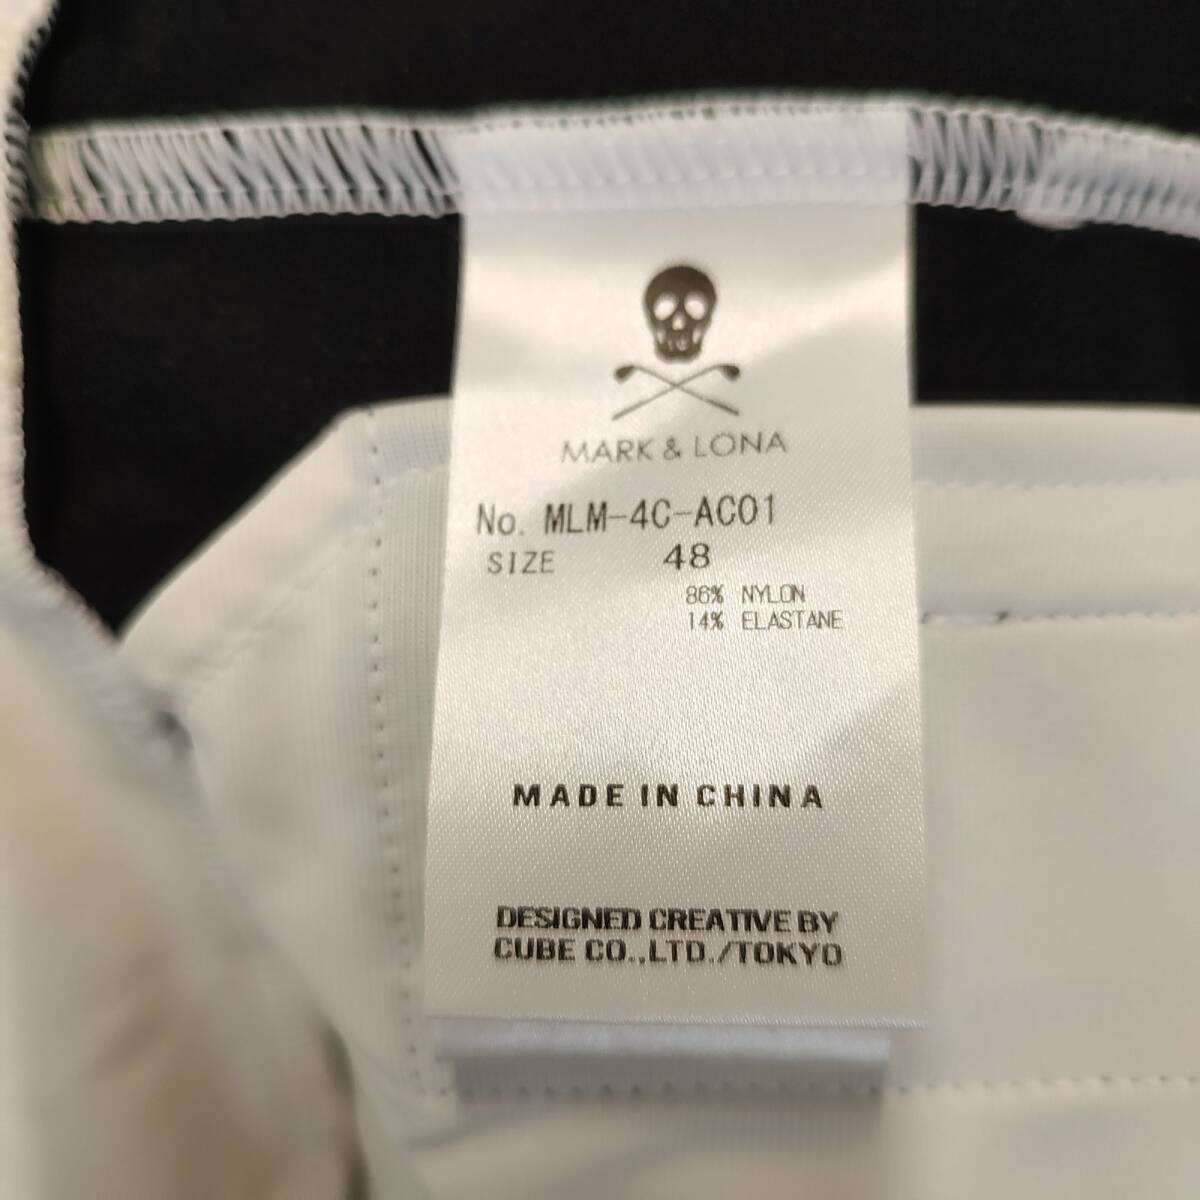 MARK & LONA
No. MLM-4C-AC01
SIZE 48
86% NYLON
14% ELASTANE
MADE IN CHINA
DESIGNED CREATIVE BY
CUBE CO.,LTD./TOKYO